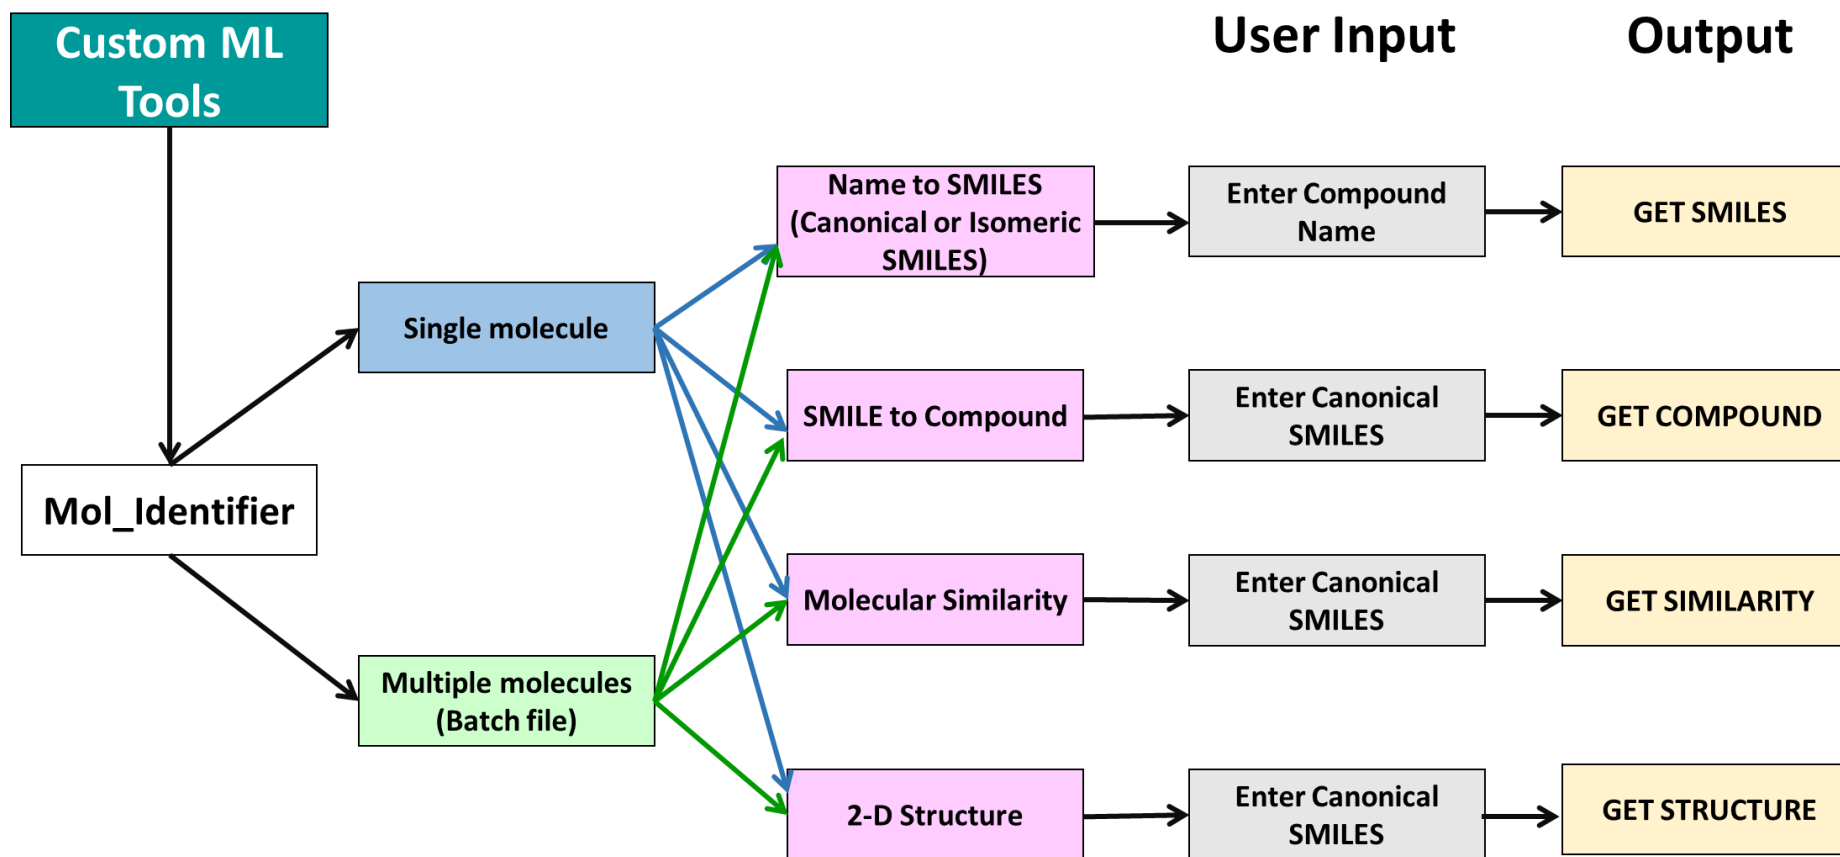 Custom ML
Tools
User Input
Output
Name to SMILES
(Canonical or Isomeric
SMILES)
Enter Compound
Name
GET SMILES
Single molecule
SMILE to Compound
Enter Canonical
SMILES
GET COMPOUND
Mol_Identifier
Molecular Similarity
Enter Canonical
SMILES
GET SIMILARITY
Multiple molecules
(Batch file)
2-D Structure
Enter Canonical
SMILES
GET STRUCTURE